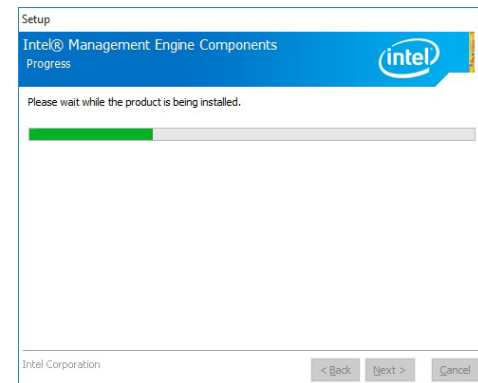 Setup
Intel® Management Engine Components
Progress
intel
Please wait while the product is being installed.
Intel Corporation
< Back
Next >
Cancel